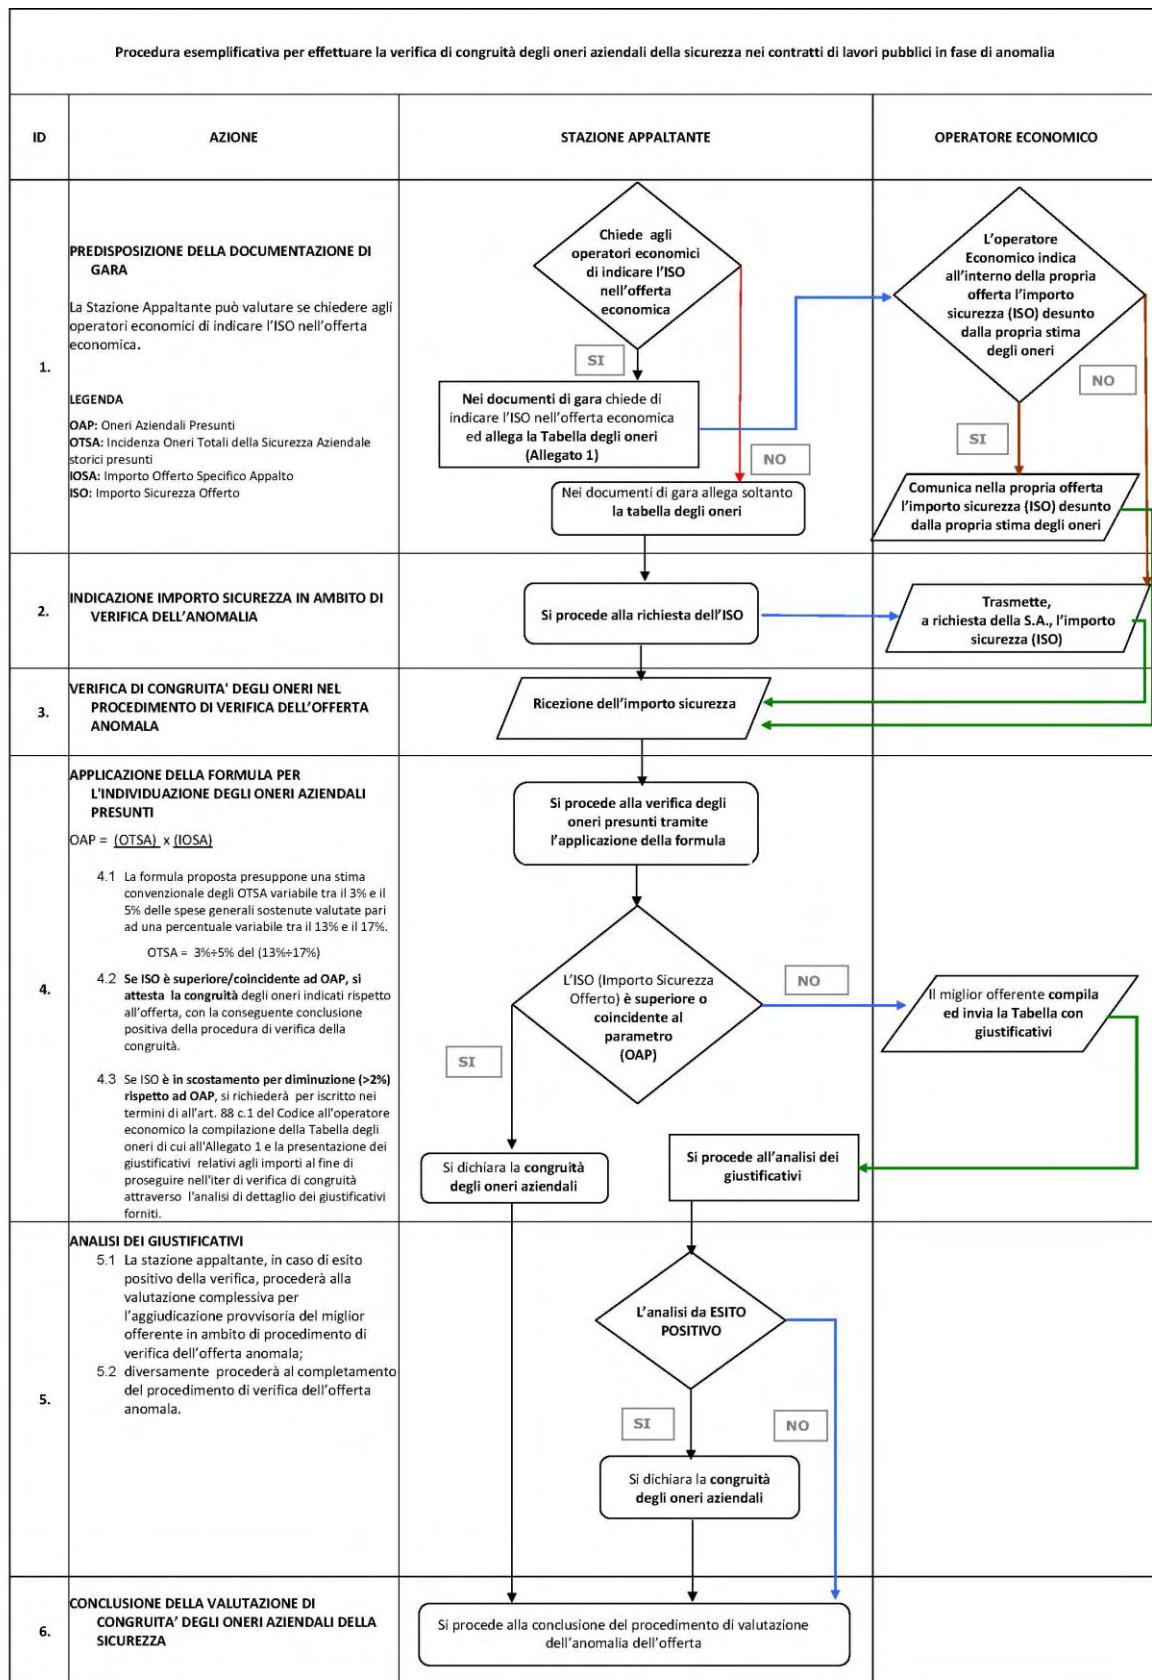 Procedura esemplificativa per effettuare la verifica di congruità degli oneri aziendali della sicurezza nei contratti di lavori pubblici in fase di anomalia
ID
AZIONE
STAZIONE APPALTANTE
OPERATORE ECONOMICO
1.
PREDISPOSIZIONE DELLA DOCUMENTAZIONE DI
GARA
La Stazione Appaltante può valutare se chiedere agli
operatori economici di indicare l'ISO nell'offerta
economica.
LEGENDA
OAP: Oneri Aziendali Presunti
OTSA: Incidenza Oneri Totali della Sicurezza Aziendale
storici presunti
IOSA: Importo Offerto Specifico Appalto
ISO: Importo Sicurezza Offerto
Chiede agli
operatori economici
di indicare l'ISO
nell'offerta
economica
SI
Nei documenti di gara chiede di
indicare l'ISO nell'offerta economica
ed allega la Tabella degli oneri
(Allegato 1)
NO
Nei documenti di gara allega soltanto
la tabella degli oneri
L'operatore
Economico indica
all'interno della propria
offerta l'importo
sicurezza (ISO) desunto
dalla propria stima
degli oneri
NO
SI
Comunica nella propria offerta
l'importo sicurezza (ISO) desunto
dalla propria stima degli oneri
2.
INDICAZIONE IMPORTO SICUREZZA IN AMBITO DI
VERIFICA DELL'ANOMALIA
Si procede alla richiesta dell'ISO
Trasmette,
a richiesta della S.A., l'importo
sicurezza (ISO)
3.
VERIFICA DI CONGRUITA' DEGLI ONERI NEL
PROCEDIMENTO DI VERIFICA DELL'OFFERTA
ANOMALA
Ricezione dell'importo sicurezza
4.
APPLICAZIONE DELLA FORMULA PER
L'INDIVIDUAZIONE DEGLI ONERI AZIENDALI
PRESUNTI
OAP = (OTSA) x (IOSA)
4.1 La formula proposta presuppone una stima
convenzionale degli OTSA variabile tra il 3% e il
5% delle spese generali sostenute valutate pari
ad una percentuale variabile tra il 13% e il 17%.
OTSA = 3%÷5% del (13%÷17%)
4.2 Se ISO è superiore/coincidente ad OAP, si
attesta la congruità degli oneri indicati rispetto
all'offerta, con la conseguente conclusione
positiva della procedura di verifica della
congruità.
4.3 Se ISO è in scostamento per diminuzione (>2%)
rispetto ad OAP, si richiederà per iscritto nei
termini di all'art. 88 c.1 del Codice all'operatore
economico la compilazione della Tabella degli
oneri di cui all'Allegato 1 e la presentazione dei
giustificativi relativi agli importi al fine di
proseguire nell'iter di verifica di congruità
attraverso l'analisi di dettaglio dei giustificativi
forniti.
Si procede alla verifica degli
oneri presunti tramite
l'applicazione della formula
L'ISO (Importo Sicurezza
Offerto) è superiore o
coincidente al
parametro
(OAP)
NO
SI
Il miglior offerente compila
ed invia la Tabella con
giustificativi
Si dichiara la congruità
degli oneri aziendali
Si procede all'analisi dei
giustificativi
5.
ANALISI DEI GIUSTIFICATIVI
5.1 La stazione appaltante, in caso di esito
positivo della verifica, procederà alla
valutazione complessiva per
l'aggiudicazione provvisoria del miglior
offerente in ambito di procedimento di
verifica dell'offerta anomala;
5.2 diversamente procederà al completamento
del procedimento di verifica dell'offerta
anomala.
L'analisi da ESITO
POSITIVO
SI
NO
Si dichiara la congruità
degli oneri aziendali
6.
CONCLUSIONE DELLA VALUTAZIONE DI
CONGRUITA' DEGLI ONERI AZIENDALI DELLA
SICUREZZA
Si procede alla conclusione del procedimento di valutazione
dell'anomalia dell'offerta